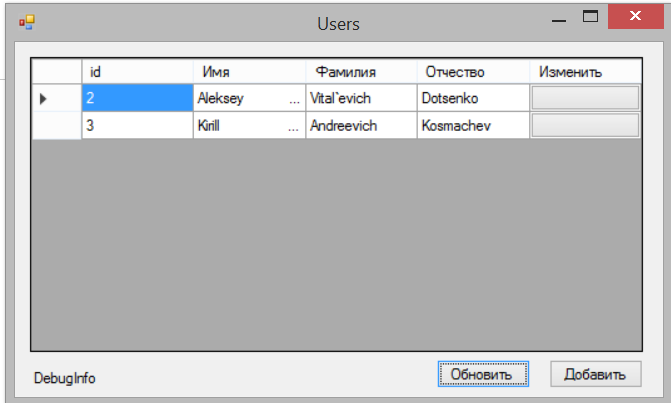 Users
id Имя Фамилия Отчество Изменить
2 Aleksey ... Vital`evich Dotsenko
3 Kirill ... Andreevich Kosmachev
DebugInfo Обновить Добавить